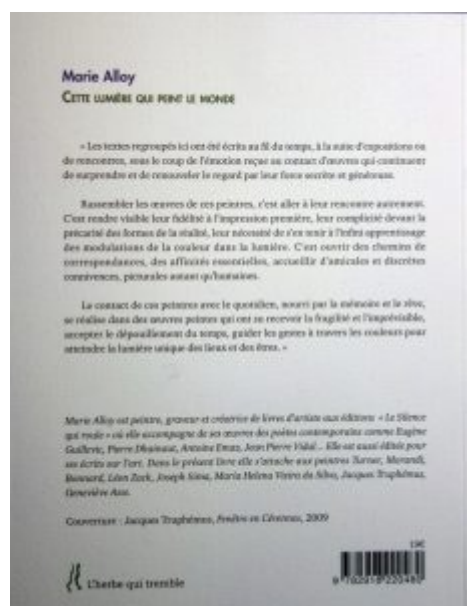 Marie Alloy
CETTE LUMIÈRE QUI PEINT LE MONDE
« Les textes regroupés ici ont été écrits au fil du temps, à la suite d'expositions ou
de rencontres, sous le coup de l'émotion reçue au contact d'œuvres qui continuent
de surprendre et de renouveler le regard par leur force secrète et généreuse.
Rassembler les œuvres de ces peintres, c'est aller à leur rencontre autrement.
C'est rendre visible leur fidélité à l'impression première, leur complicité devant la
précarité des formes de la réalité, leur nécessité de s'en tenir à l'infini apprentissage
des modulations de la couleur dans la lumière. C'est ouvrir des chemins de
correspondances, des affinités essentielles, accueillir d'amicales et discrètes
connivences, picturales autant qu'humaines.
Le contact de ces peintres avec le quotidien, nourri par la mémoire et le rêve,
se réalise dans des œuvres peintes qui ont su recevoir la fragilité et l'imprévisible,
accepter le dépouillement du temps, guider les gestes à travers les couleurs pour
atteindre la lumière unique des lieux et des êtres. »
Marie Alloy est peintre, graveur et créatrice de livres d'artiste aux éditions « Le Silence
qui roule » où elle accompagne de ses œuvres des poètes contemporains comme Eugène
Guillevic, Pierre Dhainaut, Antoine Emaz, Jean Pierre Vidal... Elle est aussi éditée pour
ses écrits sur l'art. Dans le présent livre elle s'attache aux peintres Turner, Morandi,
Bonnard, Léon Zack, Joseph Sima, Maria Helena Vieira da Silva, Jacques Truphémus,
Geneviève Asse.
Couverture : Jacques Truphémus, Fenêtre en Cévennes, 2009
L'herbe qui tremble
9 782918 220480